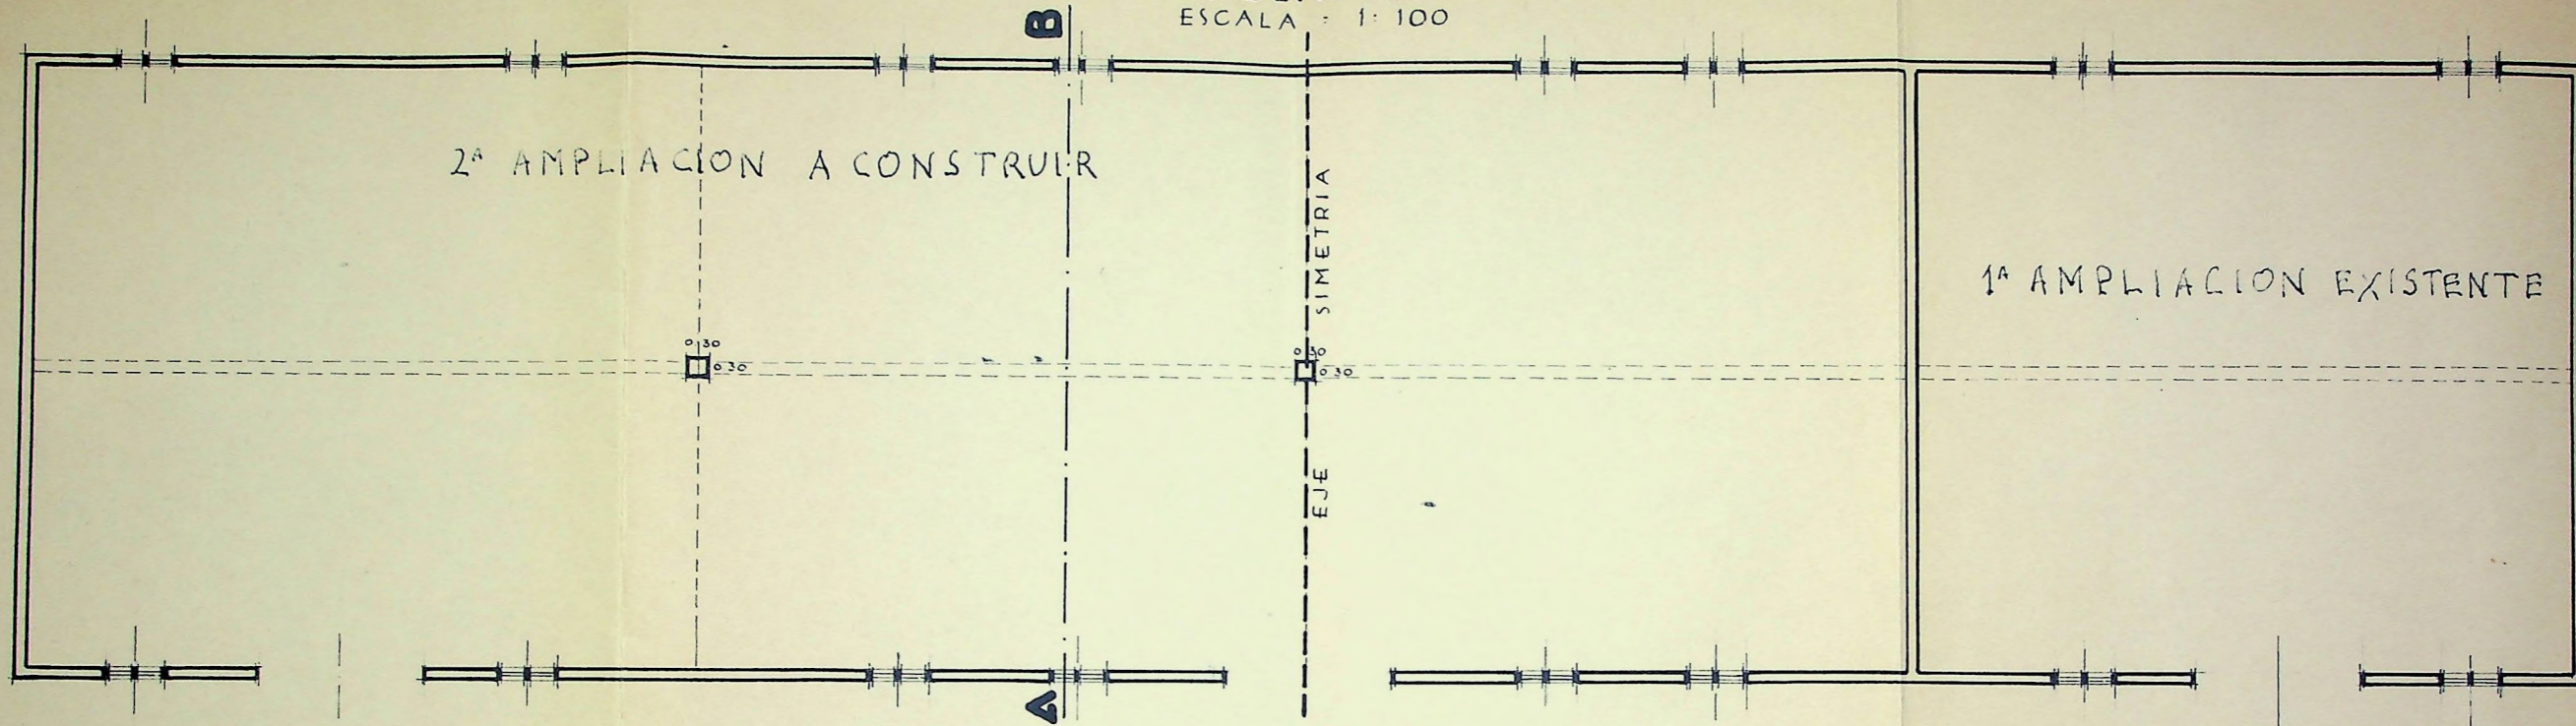 B
ESCALA : 1: 100
2ª AMPLIACION A CONSTRUIR
EJE SIMETRIA
1ª AMPLIACION EXISTENTE
0,30
0 30
0 30
0 30
A